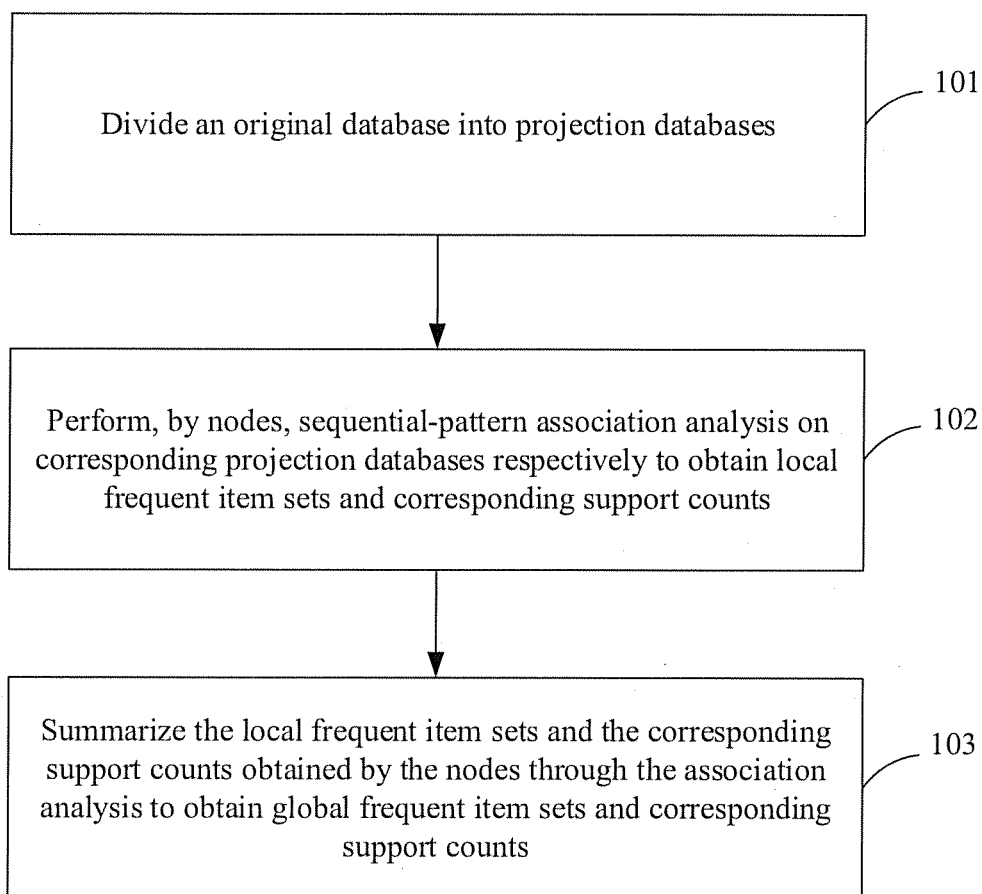 101
Divide an original database into projection databases
102
Perform, by nodes, sequential-pattern association analysis on
corresponding projection databases respectively to obtain local
frequent item sets and corresponding support counts
103
Summarize the local frequent item sets and the corresponding
support counts obtained by the nodes through the association
analysis to obtain global frequent item sets and corresponding
support counts